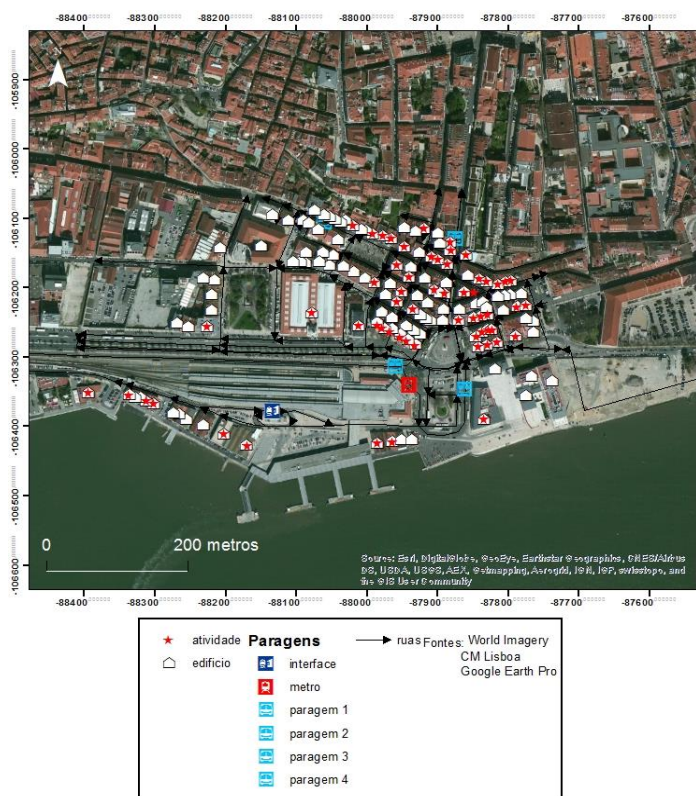 -88400 -88300 -88200 -88100 -88000 -87900 -87800 -87700 -87600
-105900
-106000
-106100
-106200
-106300
-106400
-106500
-106600
0 200 metros
Source: Esri, DigitalGlobe, GeoEye, Earthstar Geographics, CNES/Airbus
DS, USDA, USGS, AEX, Getmapping, Aerogrid, IGN, IGP, swisstopo, and
the GIS User Community
-88400 -88300 -88200 -88100 -88000 -87900 -87800 -87700 -87600
atividade Paragens ruas Fontes: World Imagery
edificio interface CM Lisboa
metro Google Earth Pro
paragem 1
paragem 2
paragem 3
paragem 4